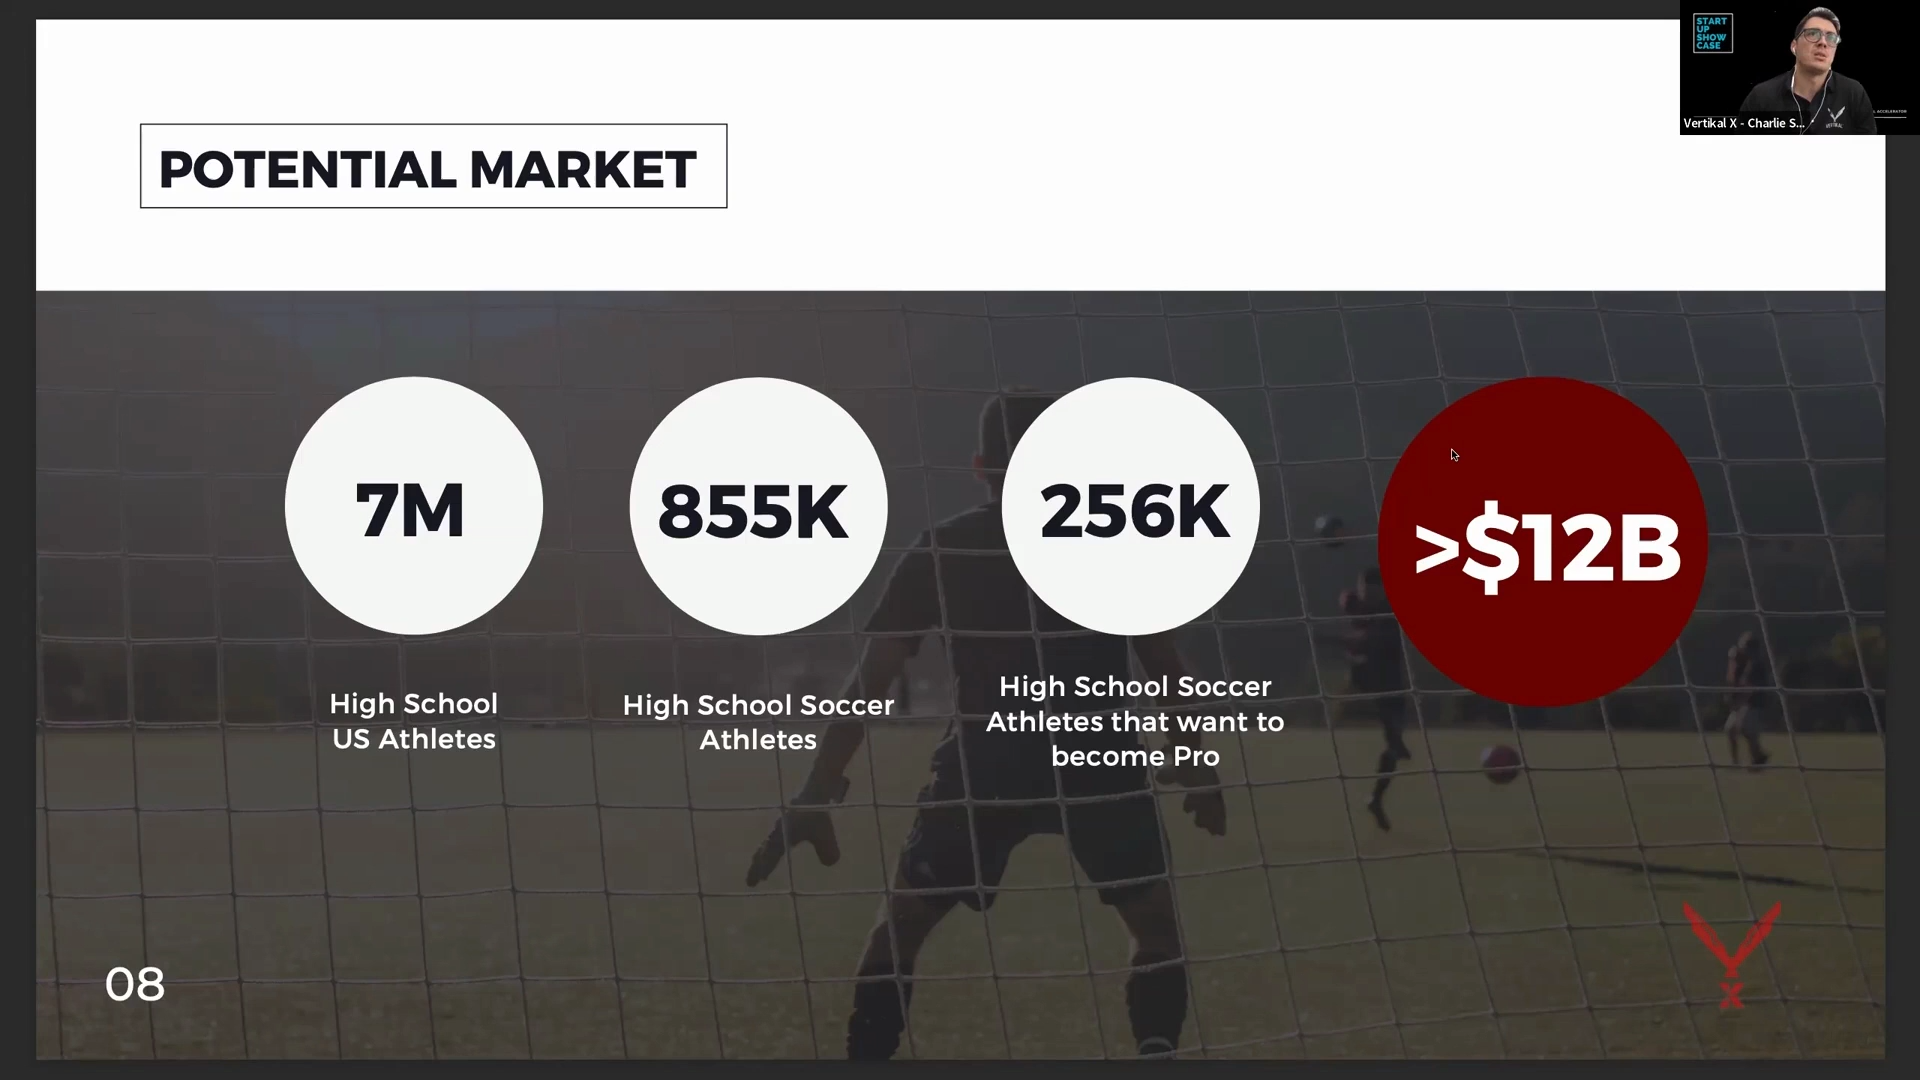 START
UP
SHOW
CASE
Vertikal X - Charlie S...
POTENTIAL MARKET
7M
855K
256K
>$12B
High School
US Athletes
High School Soccer
Athletes
High School Soccer
Athletes that want to
become Pro
08
X